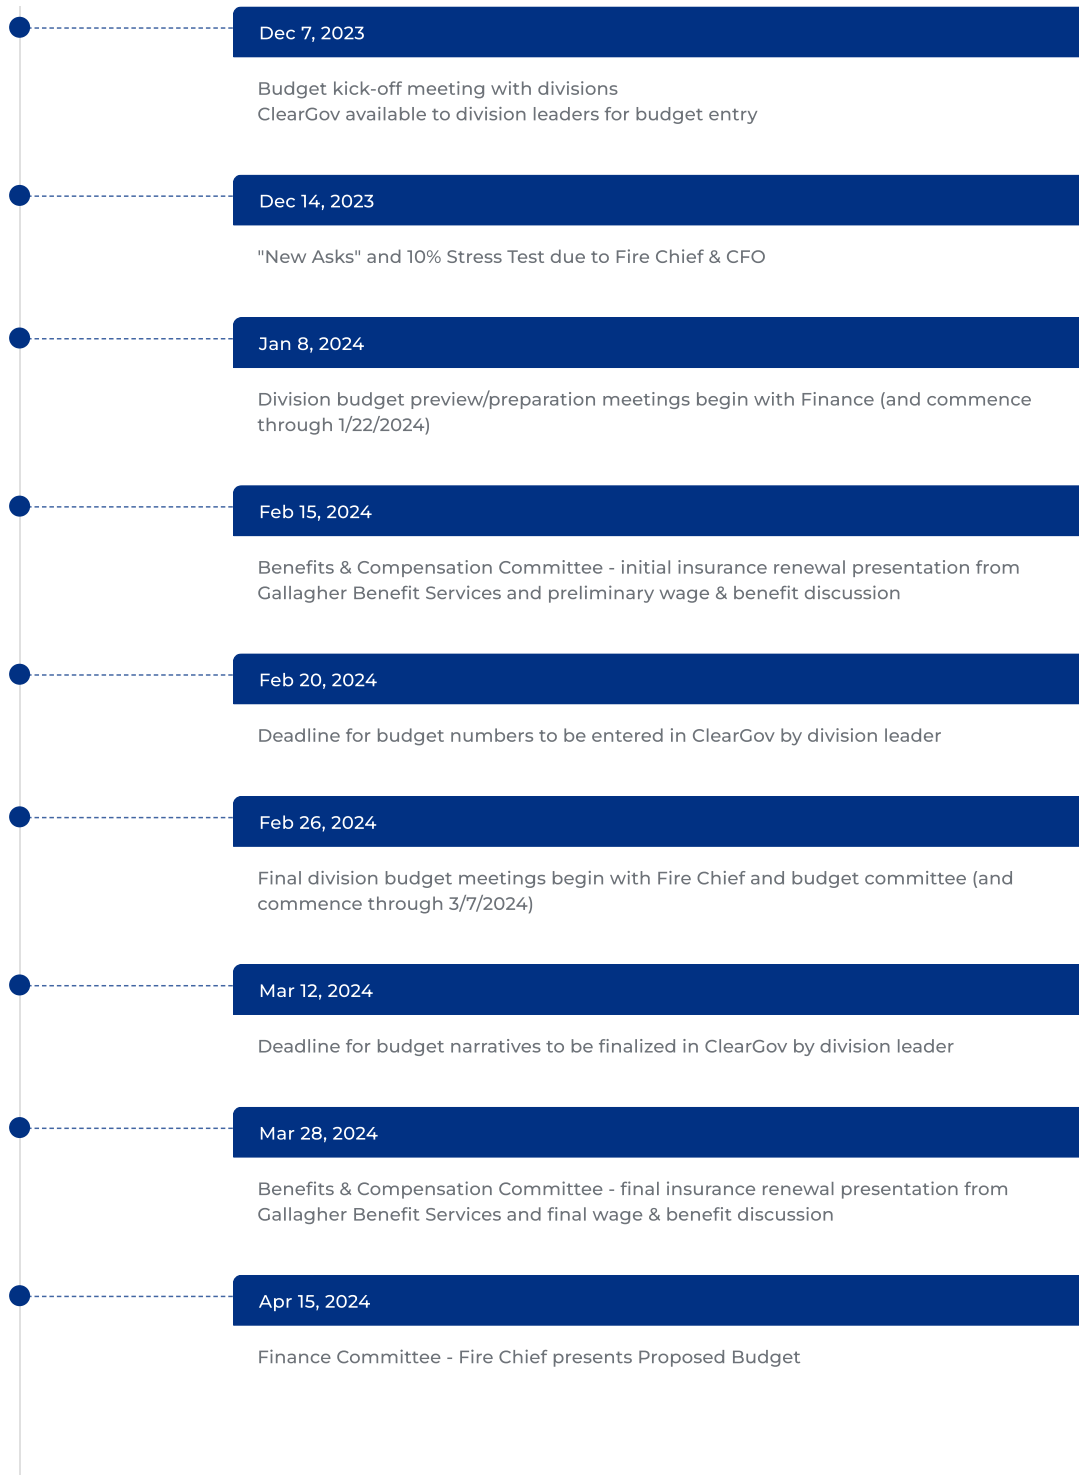 Dec 7, 2023
Budget kick-off meeting with divisions
ClearGov available to division leaders for budget entry
Dec 14, 2023
"New Asks" and 10% Stress Test due to Fire Chief & CFO
Jan 8, 2024
Division budget preview/preparation meetings begin with Finance (and commence
through 1/22/2024)
Feb 15, 2024
Benefits & Compensation Committee - initial insurance renewal presentation from
Gallagher Benefit Services and preliminary wage & benefit discussion
Feb 20, 2024
Deadline for budget numbers to be entered in ClearGov by division leader
Feb 26, 2024
Final division budget meetings begin with Fire Chief and budget committee (and
commence through 3/7/2024)
Mar 12, 2024
Deadline for budget narratives to be finalized in ClearGov by division leader
Mar 28, 2024
Benefits & Compensation Committee - final insurance renewal presentation from
Gallagher Benefit Services and final wage & benefit discussion
Apr 15, 2024
Finance Committee - Fire Chief presents Proposed Budget